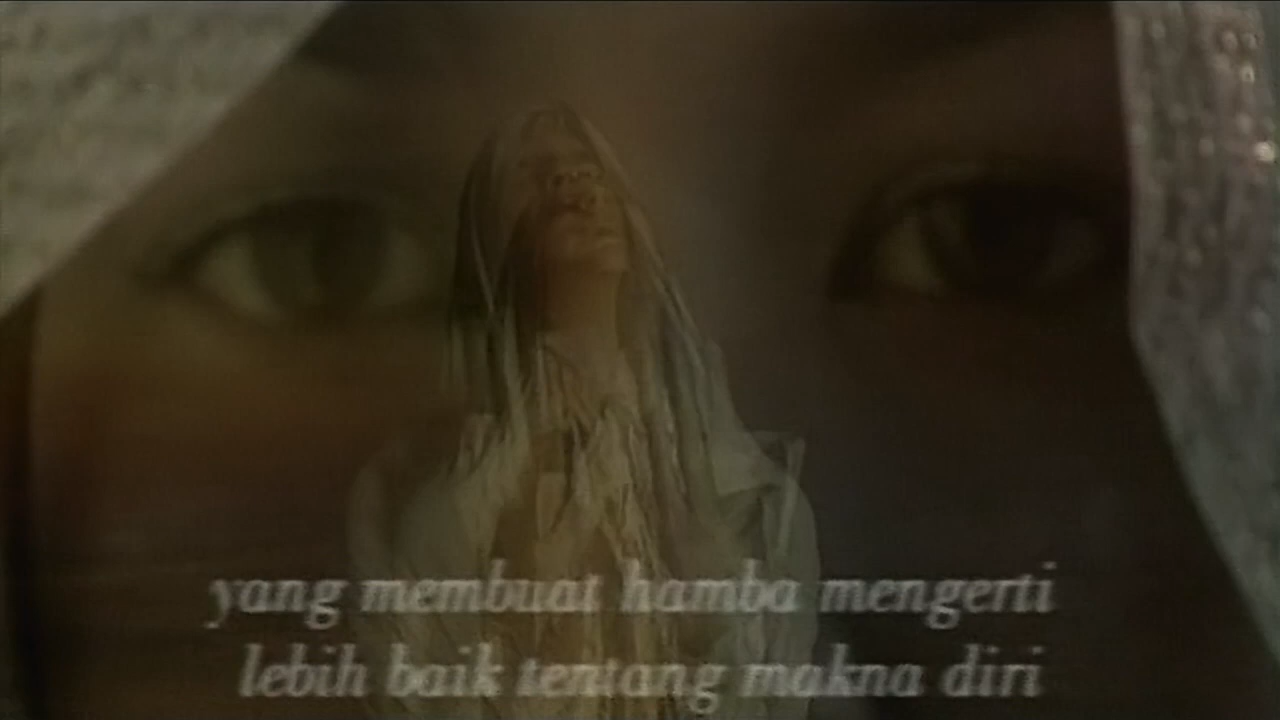 yang membuat hamba mengerti
lebih baik tentang makna diri